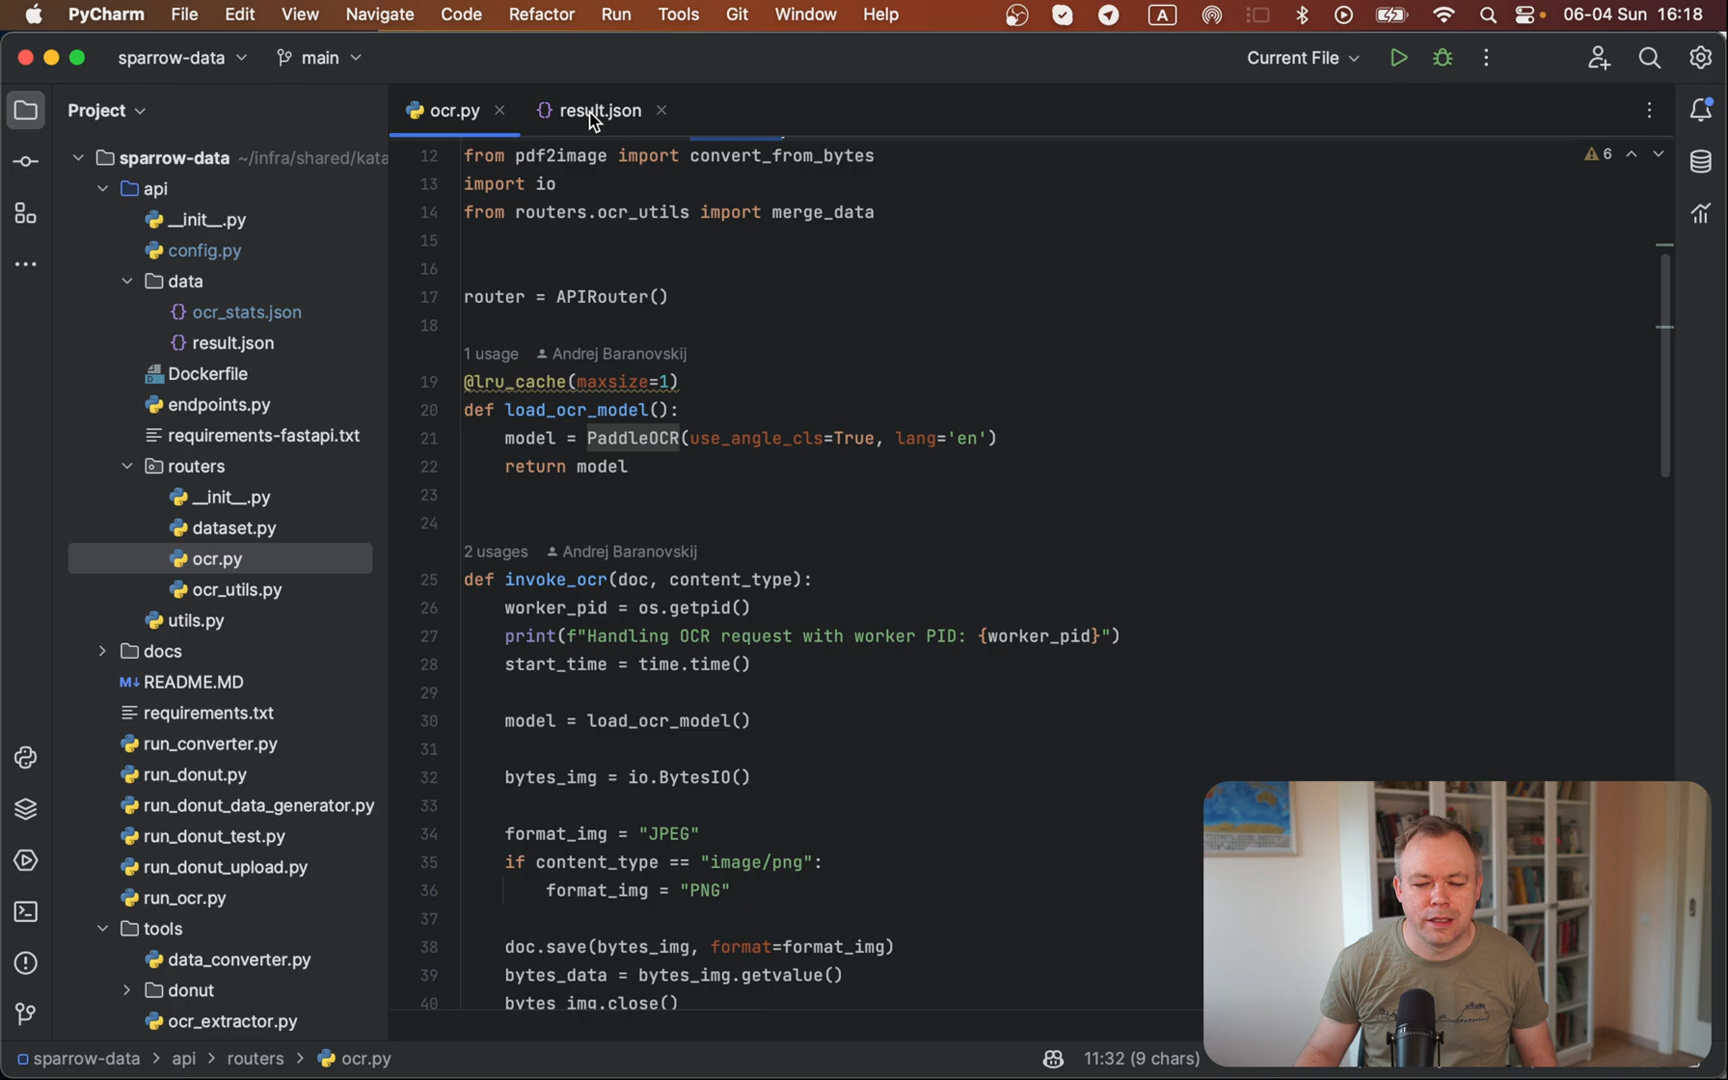 PyCharm File Edit View Navigate Code Refactor Run Tools Git Window Help A 06-04 Sun 16:18
sparrow-data main Current File
Project ocr.py result.json
sparrow-data ~/infra/shared/kata
api
__init__.py
config.py
data
ocr_stats.json
result.json
Dockerfile
endpoints.py
requirements-fastapi.txt
routers
__init__.py
dataset.py
ocr.py
ocr_utils.py
utils.py
docs
M↓ README.MD
requirements.txt
run_converter.py
run_donut.py
run_donut_data_generator.py
run_donut_test.py
run_donut_upload.py
run_ocr.py
tools
data_converter.py
donut
ocr_extractor.py
6
12 from pdf2image import convert_from_bytes
13 import io
14 from routers.ocr_utils import merge_data
15
16
17 router = APIRouter()
18
1 usage Andrej Baranovskij
19 @lru_cache(maxsize=1)
20 def load_ocr_model():
21 model = PaddleOCR(use_angle_cls=True, lang='en')
22 return model
23
24
2 usages Andrej Baranovskij
25 def invoke_ocr(doc, content_type):
26 worker_pid = os.getpid()
27 print(f"Handling OCR request with worker PID: {worker_pid}")
28 start_time = time.time()
29
30 model = load_ocr_model()
31
32 bytes_img = io.BytesIO()
33
34 format_img = "JPEG"
35 if content_type == "image/png":
36 format_img = "PNG"
37
38 doc.save(bytes_img, format=format_img)
39 bytes_data = bytes_img.getvalue()
40 bytes_img.close()
sparrow-data > api > routers > ocr.py 11:32 (9 chars)